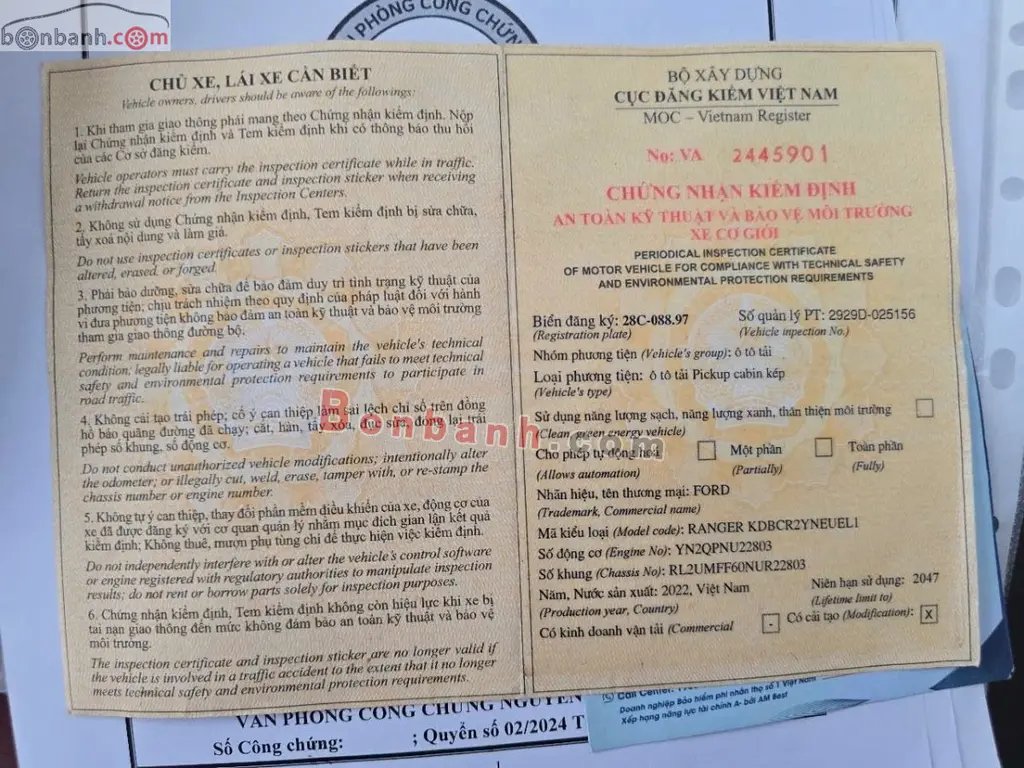 bonbanh.com
VĂN PHÒNG CÔNG CHỨN
CHỦ XE, LÁI XE CẦN BIẾT
Vehicle owners, drivers should be aware of the followings:
1. Khi tham gia giao thông phải mang theo Chứng nhận kiểm định. Nộp
lại Chứng nhận kiểm định và Tem kiểm định khi có thông báo thu hồi
của các Cơ sở đăng kiểm.
Vehicle operators must carry the inspection certificate while in traffic.
Return the inspection certificate and inspection sticker when receiving
a withdrawal notice from the Inspection Centers.
2. Không sử dụng Chứng nhận kiểm định, Tem kiểm định bị sửa chữa,
tẩy xoá nội dung và làm giả.
Do not use inspection certificates or inspection stickers that have been
altered, erased, or forged.
3. Phải bảo dưỡng, sửa chữa để bảo đảm duy trì tình trạng kỹ thuật của
phương tiện; chịu trách nhiệm theo quy định của pháp luật đối với hành
vi đưa phương tiện không bảo đảm an toàn kỹ thuật và bảo vệ môi trường
tham gia giao thông đường bộ.
Perform maintenance and repairs to maintain the vehicle's technical
condition; legally liable for operating a vehicle that fails to meet technical
safety and environmental protection requirements to participate in
road traffic.
4. Không cải tạo trái phép; cố ý can thiệp làm sai lệch chỉ số trên đồng
hồ báo quãng đường đã chạy; cắt, hàn, tẩy xóa, đục sửa, đóng lại trái
phép số khung, số động cơ.
Do not conduct unauthorized vehicle modifications; intentionally alter
the odometer; or illegally cut, weld, erase, tamper with, or re-stamp the
chassis number or engine number.
5. Không tự ý can thiệp, thay đổi phần mềm điều khiển của xe, động cơ của
xe đã được đăng ký với cơ quan quản lý nhằm mục đích gian lận kết quả
kiểm định; Không thuê, mượn phụ tùng chỉ để thực hiện việc kiểm định.
Do not independently interfere with or alter the vehicle's control software
or engine registered with regulatory authorities to manipulate inspection
results; do not rent or borrow parts solely for inspection purposes.
6. Chứng nhận kiểm định, Tem kiểm định không còn hiệu lực khi xe bị
tai nạn giao thông đến mức không đảm bảo an toàn kỹ thuật và bảo vệ
môi trường.
The inspection certificate and inspection sticker are no longer valid if
the vehicle is involved in a traffic accident to the extent that it no longer
meets technical safety and environmental protection requirements.
BỘ XÂY DỰNG
CỤC ĐĂNG KIỂM VIỆT NAM
MOC – Vietnam Register
No: VA 2445901
CHỨNG NHẬN KIỂM ĐỊNH
AN TOÀN KỸ THUẬT VÀ BẢO VỆ MÔI TRƯỜNG
XE CƠ GIỚI
PERIODICAL INSPECTION CERTIFICATE
OF MOTOR VEHICLE FOR COMPLIANCE WITH TECHNICAL SAFETY
AND ENVIRONMENTAL PROTECTION REQUIREMENTS
Biển đăng ký: 28C-088.97 Số quản lý PT: 2929D-025156
(Registration plate) (Vehicle inspection No.)
Nhóm phương tiện (Vehicle's group): ô tô tải
Loại phương tiện: ô tô tải Pickup cabin kép
(Vehicle's type)
Sử dụng năng lượng sạch, năng lượng xanh, thân thiện môi trường
(Clean, green energy vehicle)
Cho phép tự động hoá Một phần Toàn phần
(Allows automation) (Partially) (Fully)
Nhãn hiệu, tên thương mại: FORD
(Trademark, Commercial name)
Mã kiểu loại (Model code): RANGER KDBCR2YNEUEL1
Số động cơ (Engine No): YN2QPNU22803
Số khung (Chassis No): RL2UMFF60NUR22803
Năm, Nước sản xuất: 2022, Việt Nam Niên hạn sử dụng: 2047
(Production year, Country) (Lifetime limit to)
Có kinh doanh vận tải (Commercial - Có cải tạo (Modification): X
Bonbanh.com
VĂN PHÒNG CÔNG CHỨNG NGUYỄN
Số Công chứng: ; Quyển số 02/2024 T
Call Center:
Doanh nghiệp Bảo hiểm phi nhân thọ số 1 Việt Nam
Xếp hạng năng lực tài chính A- bởi AM Best